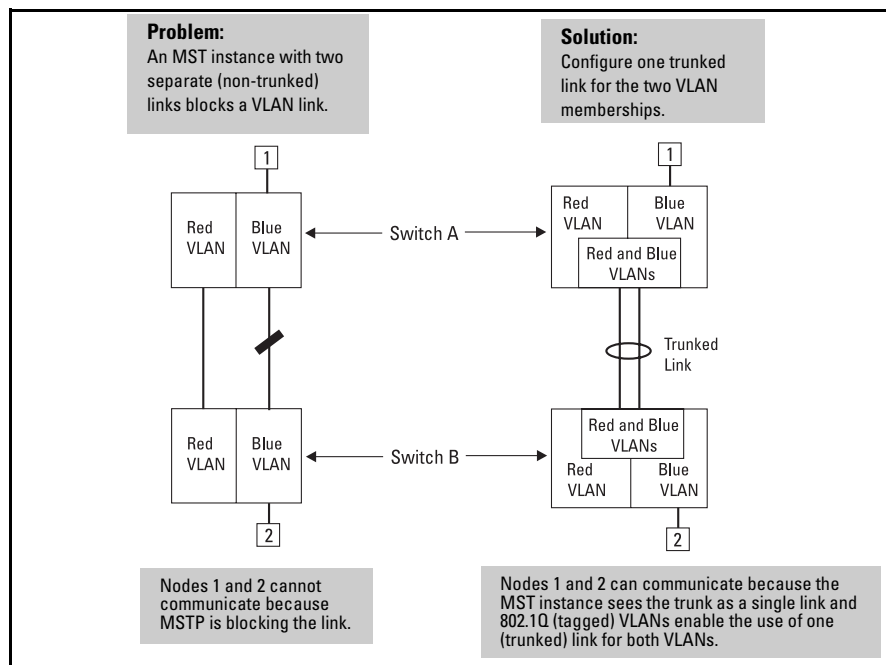 Problem:
An MST instance with two
separate (non-trunked)
links blocks a VLAN link.
Solution:
Configure one trunked
link for the two VLAN
memberships.
1
1
Red
VLAN
Blue
VLAN
Switch A
Red
VLAN
Blue
VLAN
Red and Blue
VLANs
Trunked
Link
Red
VLAN
Blue
VLAN
Switch B
Red and Blue
VLANs
Red
VLAN
Blue
VLAN
2
2
Nodes 1 and 2 cannot
communicate because
MSTP is blocking the link.
Nodes 1 and 2 can communicate because the
MST instance sees the trunk as a single link and
802.1Q (tagged) VLANs enable the use of one
(trunked) link for both VLANs.